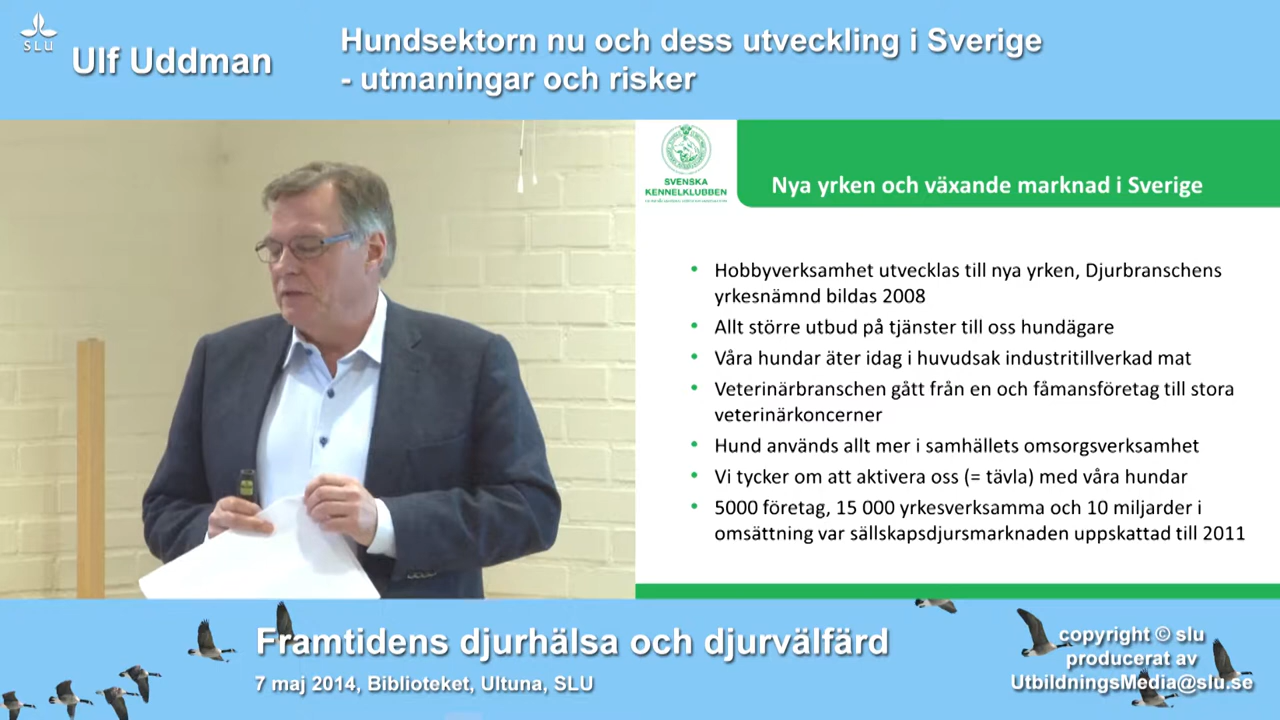 SLU
Ulf Uddman
Hundsektorn nu och dess utveckling i Sverige
- utmaningar och risker
SVENSKA
KENNELKLUBBEN
Nya yrken och växande marknad i Sverige
• Hobbyverksamhet utvecklas till nya yrken, Djurbranschens
yrkesnämnd bildas 2008
• Allt större utbud på tjänster till oss hundägare
• Våra hundar äter idag i huvudsak industritillverkad mat
• Veterinärbranschen gått från en och fåmansföretag till stora
veterinärkoncerner
• Hund används allt mer i samhällets omsorgsverksamhet
• Vi tycker om att aktivera oss (= tävla) med våra hundar
• 5000 företag, 15 000 yrkesverksamma och 10 miljarder i
omsättning var sällskapsdjursmarknaden uppskattad till 2011
Framtidens djurhälsa och djurvälfärd
7 maj 2014, Biblioteket, Ultuna, SLU
copyright © slu
producerat av
UtbildningsMedia@slu.se